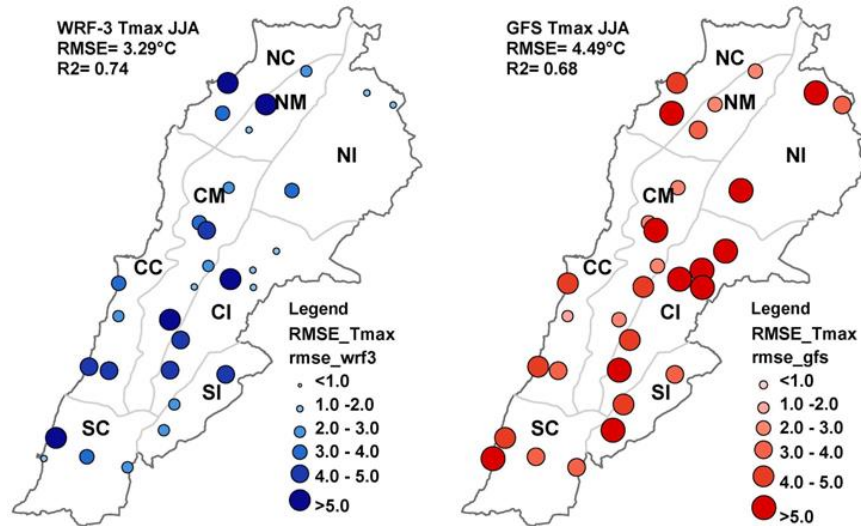 WRF-3 Tmax JJA
RMSE= 3.29°C
R2= 0.74
NC
NM
NI
CM
CC
CI
SI
SC
Legend
RMSE_Tmax
rmse_wrf3
<1.0
1.0 -2.0
2.0 - 3.0
3.0 - 4.0
4.0 - 5.0
>5.0
GFS Tmax JJA
RMSE= 4.49°C
R2= 0.68
NC
NM
NI
CM
CC
CI
SI
SC
Legend
RMSE_Tmax
rmse_gfs
<1.0
1.0 - 2.0
2.0 - 3.0
3.0 - 4.0
4.0 - 5.0
>5.0